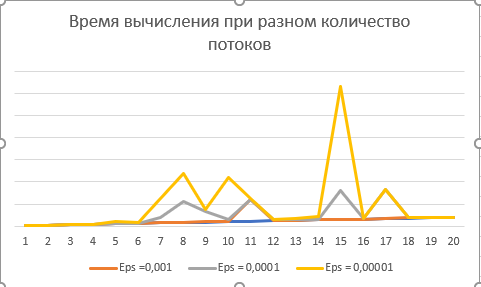 Время вычисления при разном количество
потоков
1 2 3 4 5 6 7 8 9 10 11 12 13 14 15 16 17 18 19 20
Eps =0,001 Eps = 0,0001 Eps = 0,00001